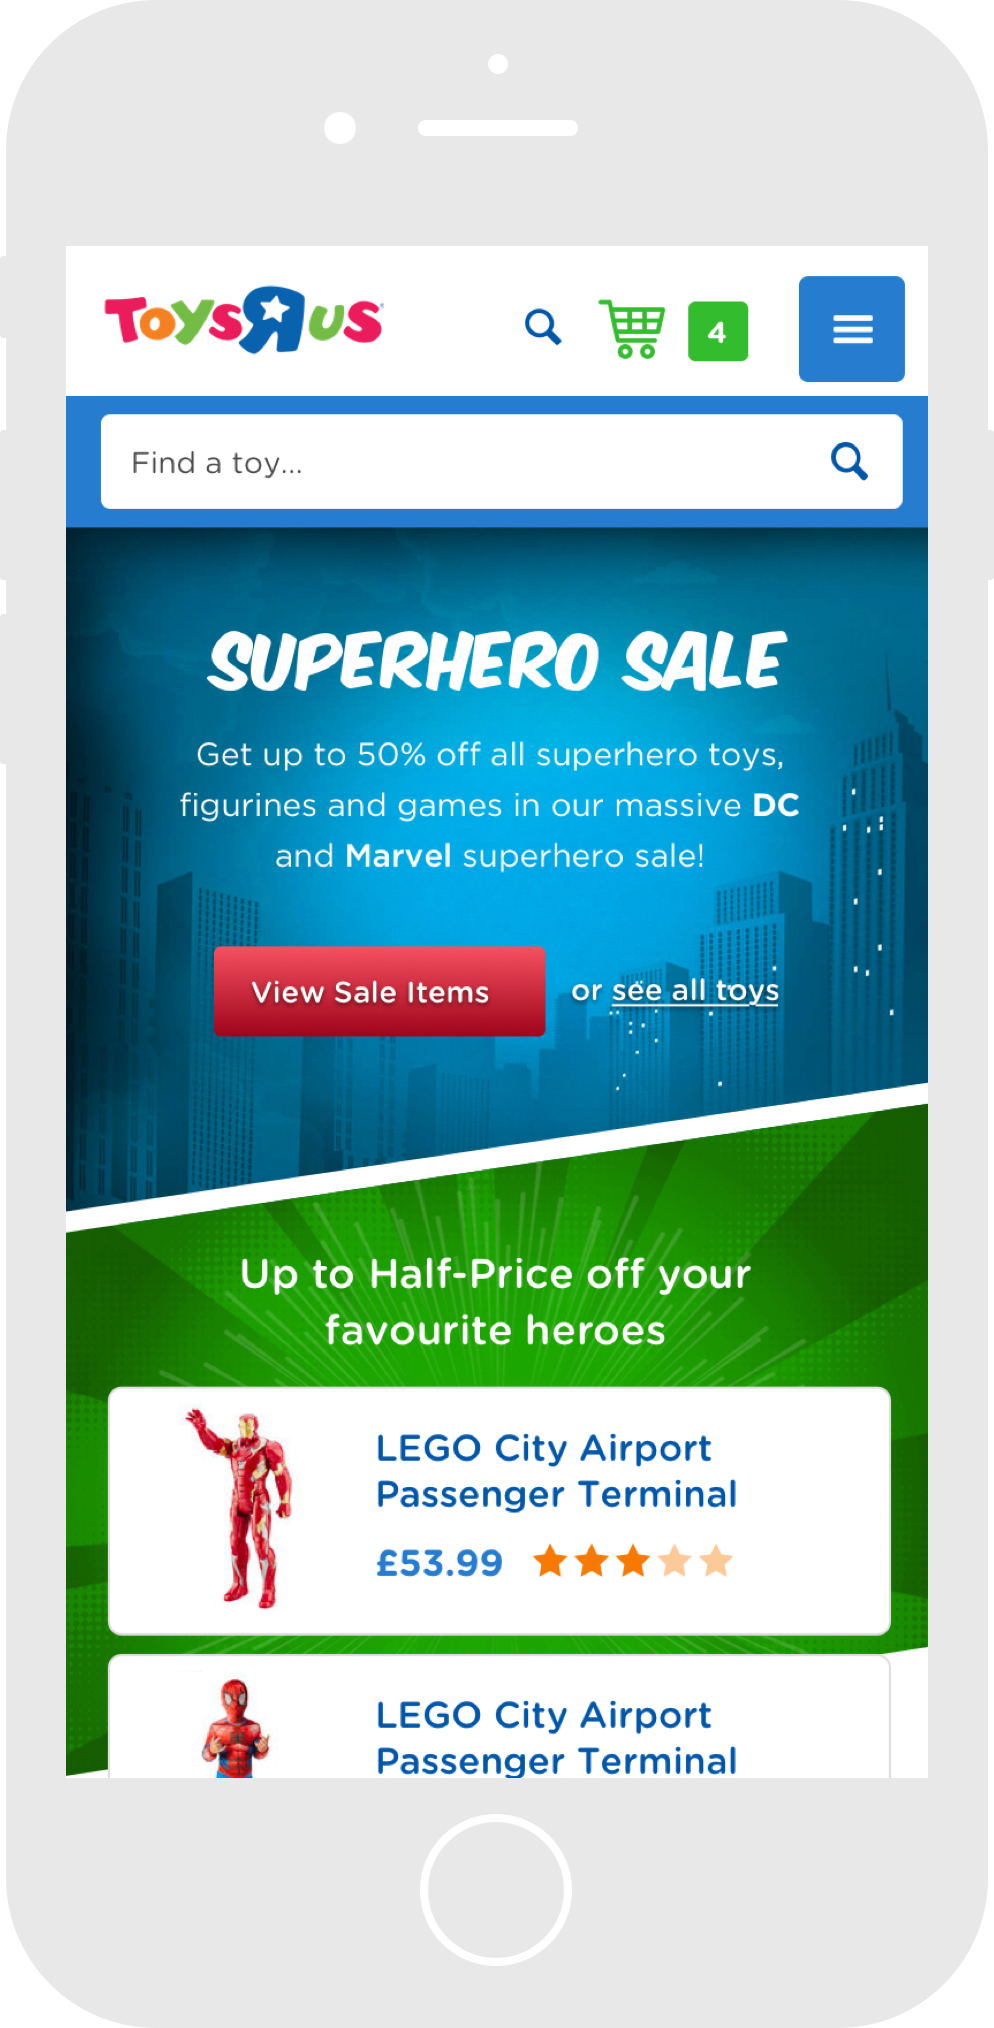 TOYSRUS
4
Find a toy...
SUPERHERO SALE
Get up to 50% off all superhero toys,
figurines and games in our massive DC
and Marvel superhero sale!
View Sale Items
or see all toys
Up to Half-Price off your
favourite heroes
LEGO City Airport
Passenger Terminal
£53.99
LEGO City Airport
Passenger Terminal